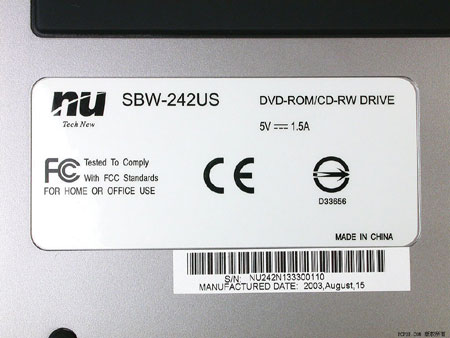 nu SBW-242US DVD-ROM/CD-RW DRIVE
Tech New
5V ⎓ 1.5A
FC Tested To Comply
With FCC Standards
FOR HOME OR OFFICE USE
CE
D33656
MADE IN CHINA
S/N: NU242N133300110
MANUFACTURED DATE: 2003,August,15